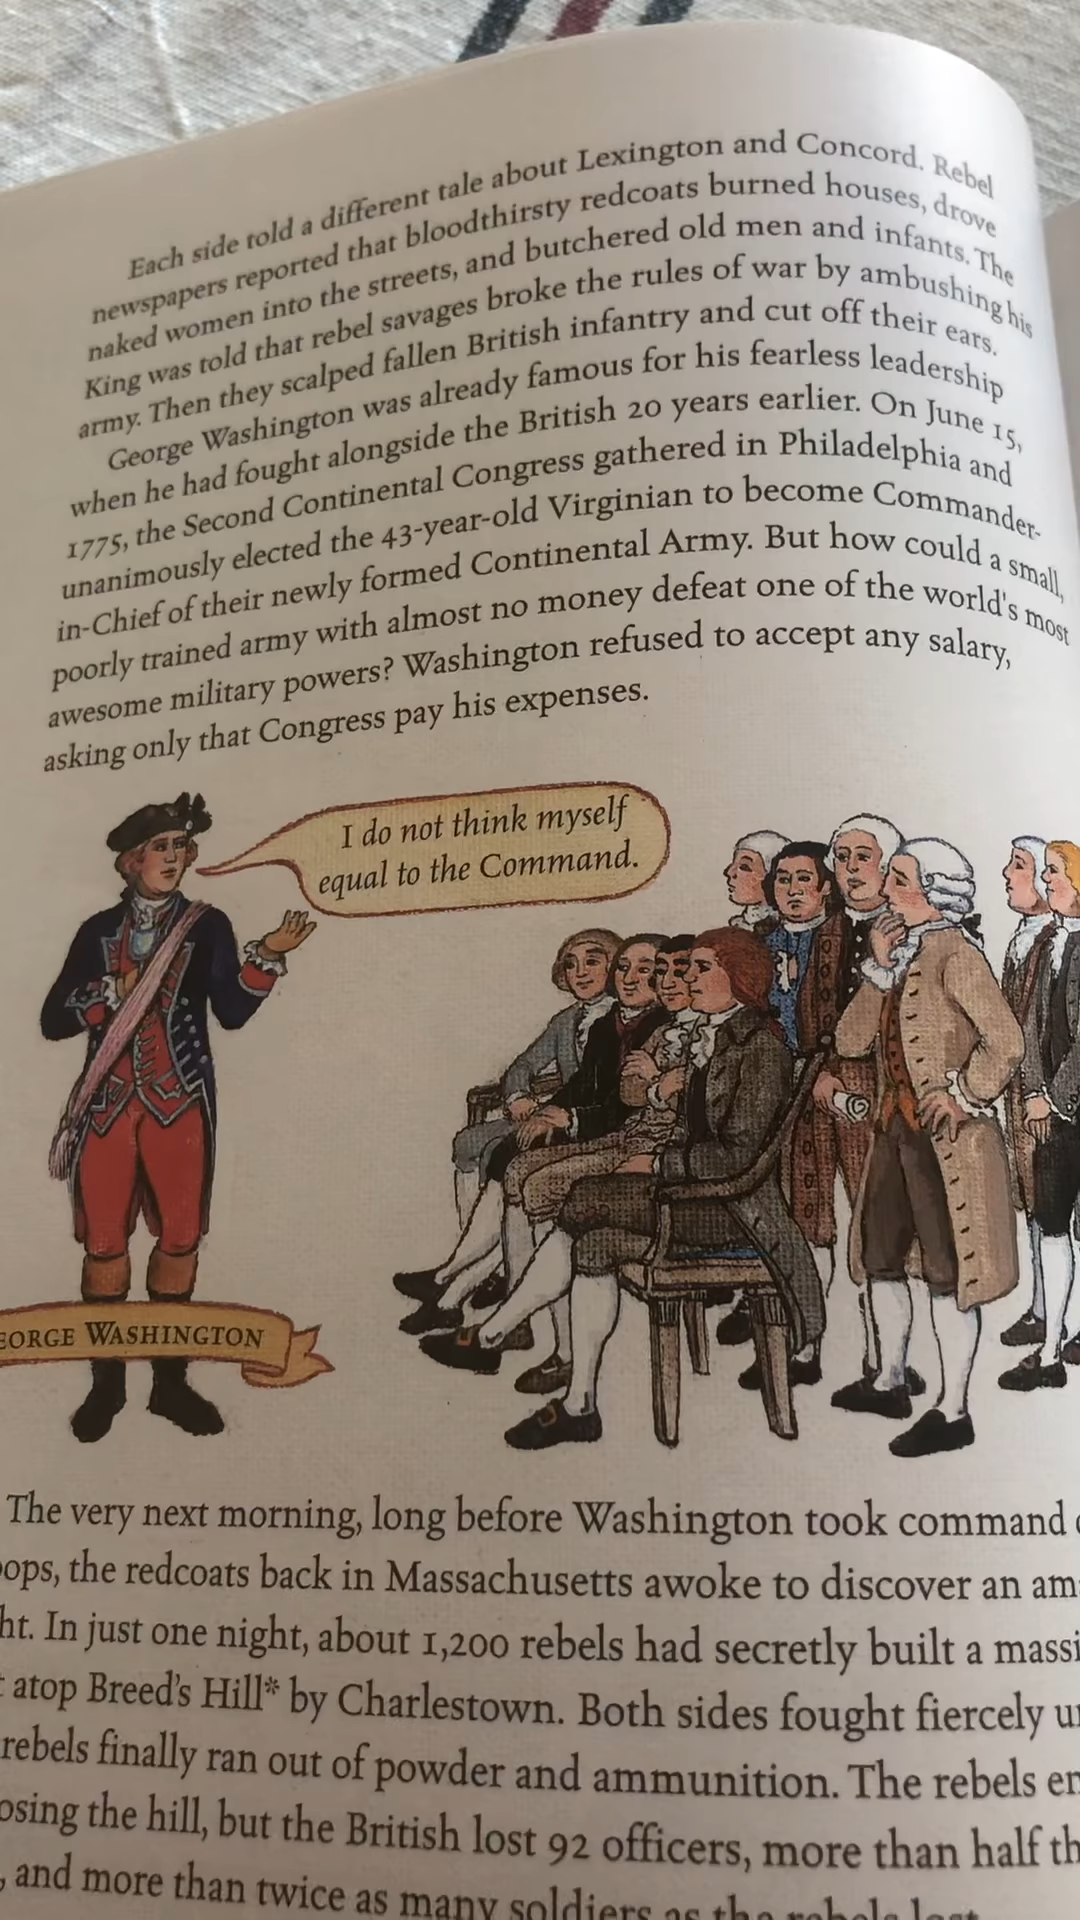 Each side told a different tale about Lexington and Concord. Rebel
newspapers reported that bloodthirsty redcoats burned houses, drove
naked women into the streets, and butchered old men and infants. The
King was told that rebel savages broke the rules of war by ambushing his
army. Then they scalped fallen British infantry and cut off their ears.
George Washington was already famous for his fearless leadership
when he had fought alongside the British 20 years earlier. On June 15,
1775, the Second Continental Congress gathered in Philadelphia and
unanimously elected the 43-year-old Virginian to become Commander-
in-Chief of their newly formed Continental Army. But how could a small,
poorly trained army with almost no money defeat one of the world's most
awesome military powers? Washington refused to accept any salary,
asking only that Congress pay his expenses.
I do not think myself
equal to the Command.
EORGE WASHINGTON
The very next morning, long before Washington took command
oops, the redcoats back in Massachusetts awoke to discover an am
ht. In just one night, about 1,200 rebels had secretly built a massi
atop Breed's Hill* by Charlestown. Both sides fought fiercely un
rebels finally ran out of powder and ammunition. The rebels en
osing the hill, but the British lost 92 officers, more than half th
, and more than twice as many soldiers as the rebels lost.